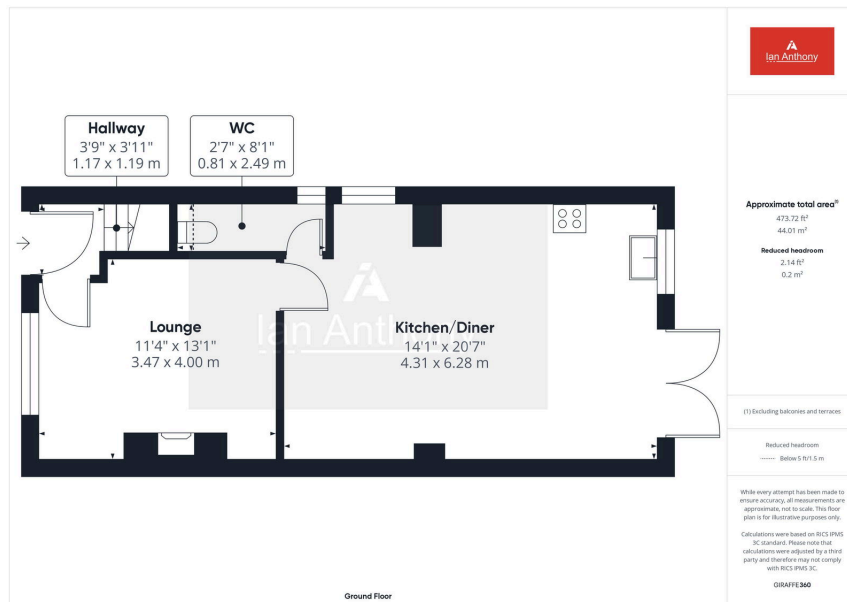 Ian Anthony
Hallway
3'9" x 3'11"
1.17 x 1.19 m
WC
2'7" x 8'1"
0.81 x 2.49 m
Lounge
11'4" x 13'1"
3.47 x 4.00 m
Kitchen/Diner
14'1" x 20'7"
4.31 x 6.28 m
Ian Anthony
Ground Floor
Approximate total area(1)
473.72 ft²
44.01 m²
Reduced headroom
2.14 ft²
0.2 m²
(1) Excluding balconies and terraces
Reduced headroom
Below 5 ft/1.5 m
While every attempt has been made to
ensure accuracy, all measurements are
approximate, not to scale. This floor
plan is for illustrative purposes only.
Calculations were based on RICS IPMS
3C standard. Please note that
calculations were adjusted by a third
party and therefore may not comply
with RICS IPMS 3C.
GIRAFFE360